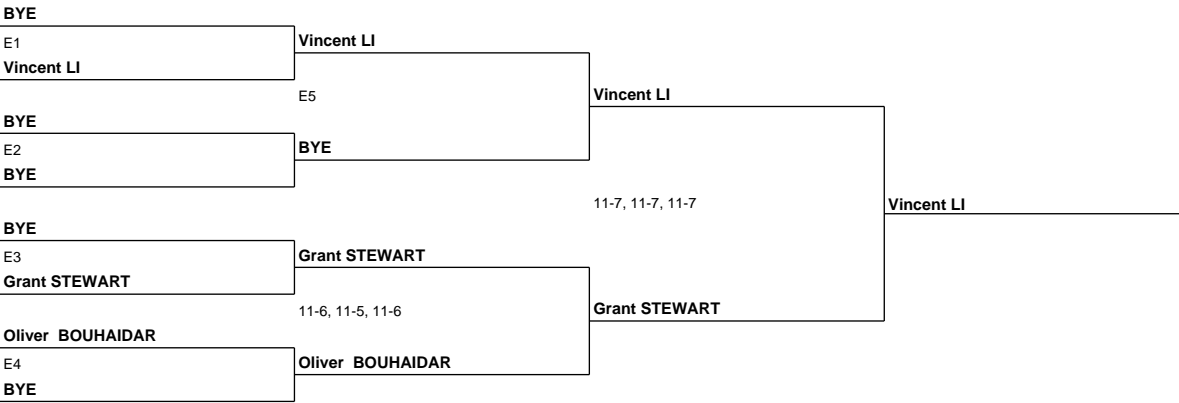 BYE
E1
Vincent LI
Vincent LI
E5
Vincent LI
BYE
E2
BYE
BYE
11-7, 11-7, 11-7
Vincent LI
BYE
E3
Grant STEWART
Grant STEWART
11-6, 11-5, 11-6
Grant STEWART
Oliver BOUHAIDAR
E4
Oliver BOUHAIDAR
BYE